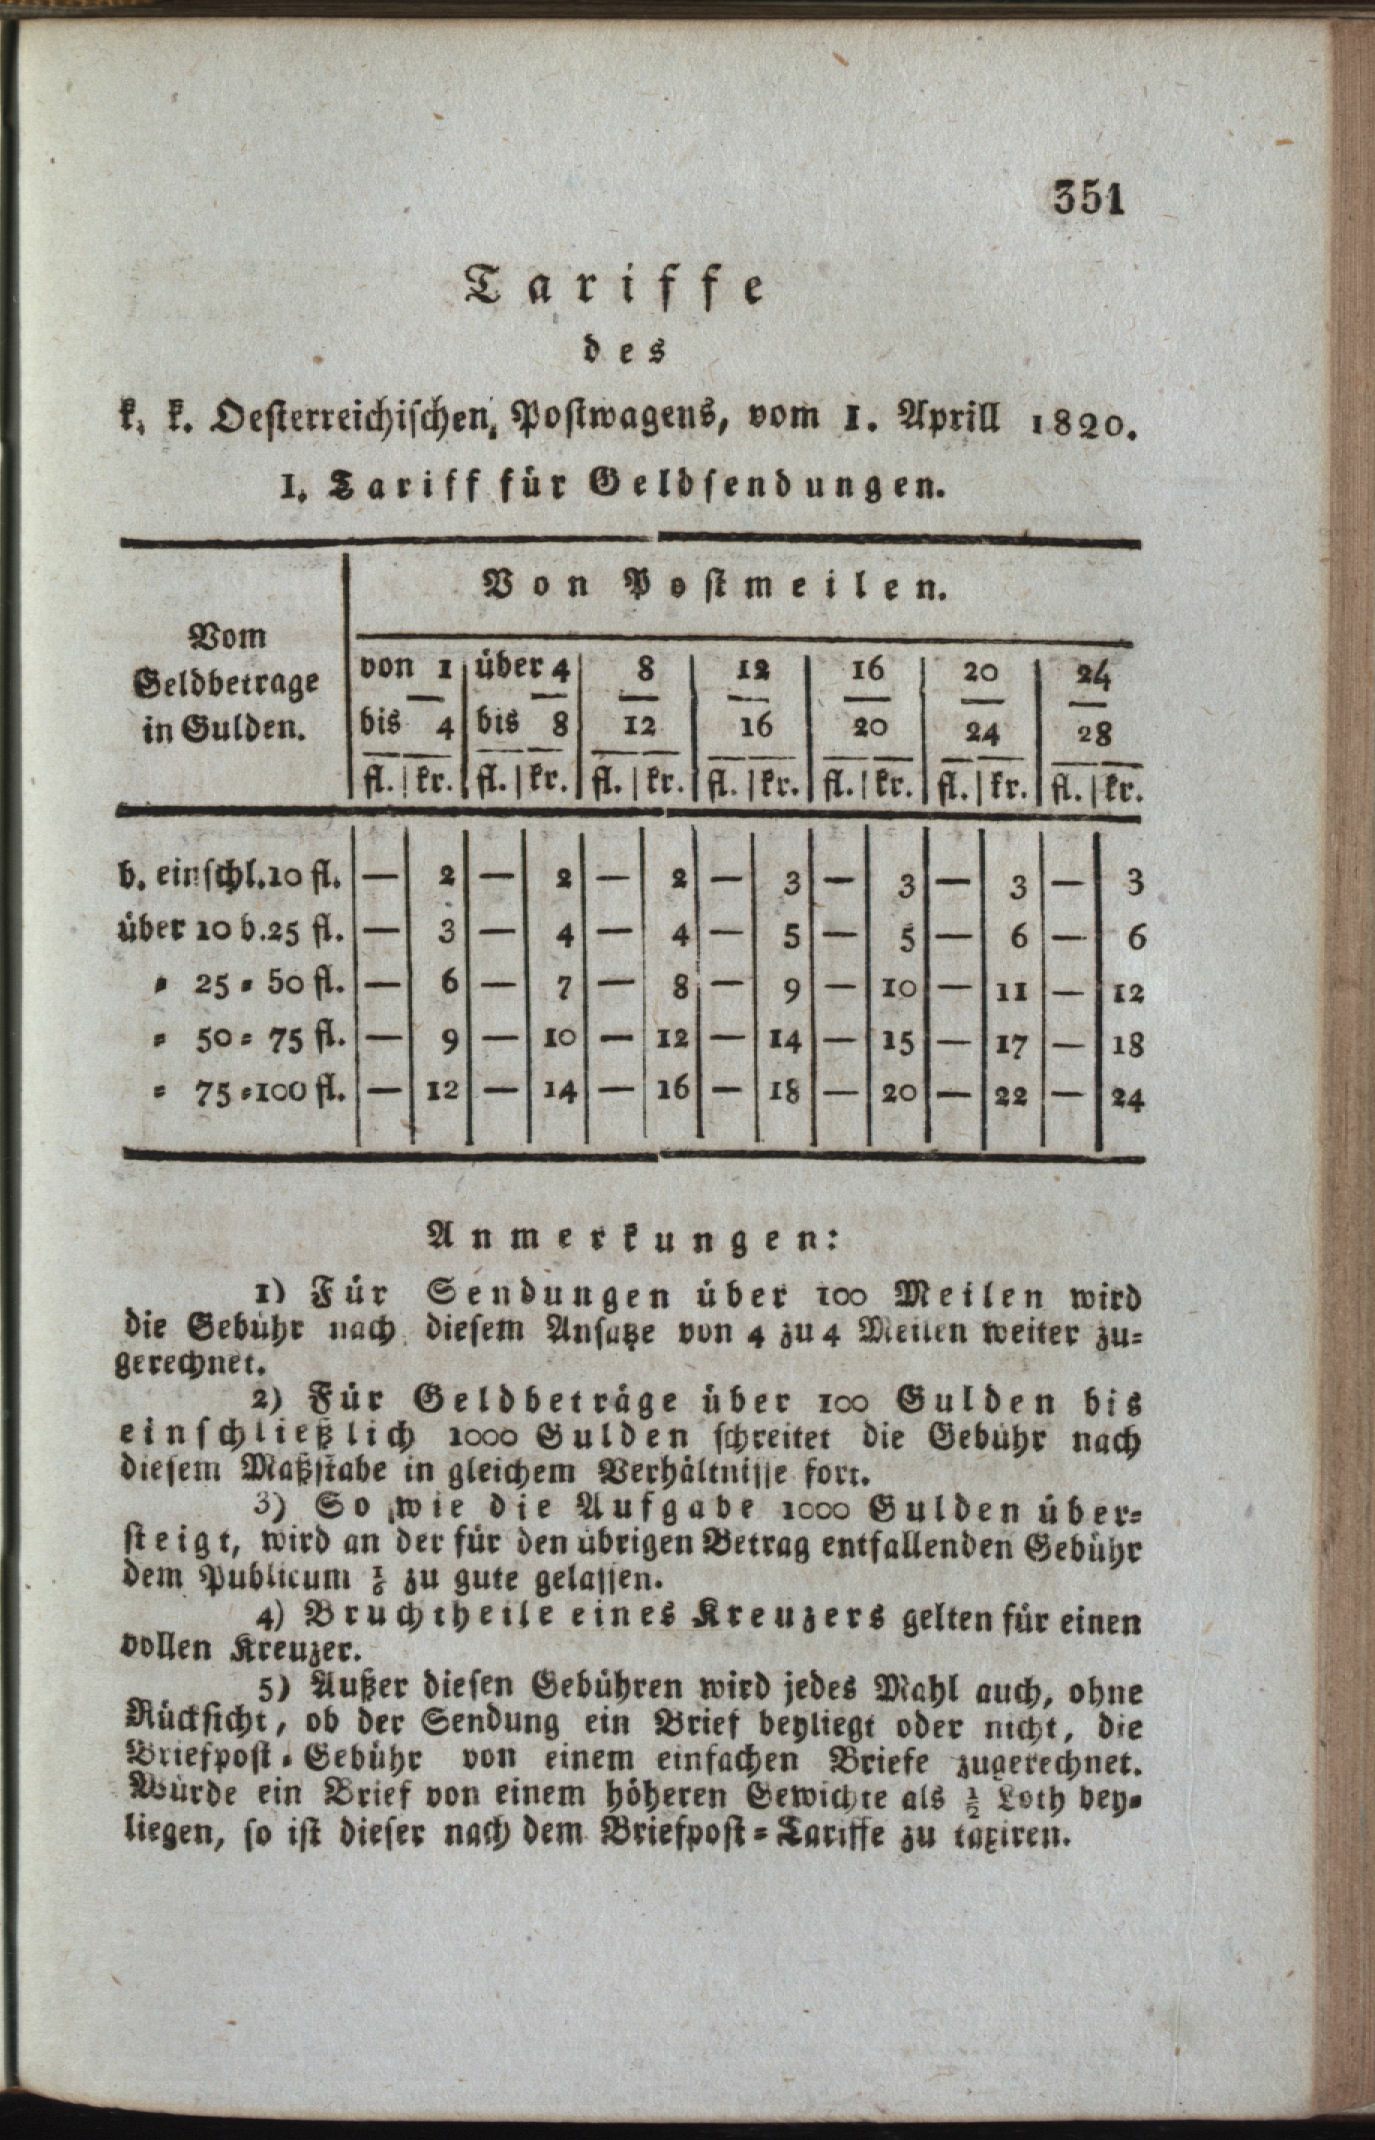 351
Tariffe
des
k. k. Oesterreichischen Postwagens, vom 1. Aprill 1820.
1. Tariff für Geldsendungen.
Vom Geldbetrage in Gulden. Von Postmeilen.
von 1 über 4 8 12 16 20 24
bis 4 bis 8 12 16 20 24 28
fl. kr. fl. kr. fl. kr. fl. kr. fl. kr. fl. kr. fl. kr.
b. einschl. 10 fl. — 2 — 2 — 2 — 3 — 3 — 3 — 3
über 10 b. 25 fl. — 3 — 4 — 4 — 5 — 5 — 6 — 6
= 25 = 50 fl. — 6 — 7 — 8 — 9 — 10 — 11 — 12
= 50 = 75 fl. — 9 — 10 — 12 — 14 — 15 — 17 — 18
= 75 = 100 fl. — 12 — 14 — 16 — 18 — 20 — 22 — 24
Anmerkungen:
1) Für Sendungen über 100 Meilen wird
die Gebühr nach diesem Ansatze von 4 zu 4 Meilen weiter zu=
gerechnet.
2) Für Geldbeträge über 100 Gulden bis
einschließlich 1000 Gulden schreitet die Gebühr nach
diesem Maßstabe in gleichem Verhältnisse fort.
3) So wie die Aufgabe 1000 Gulden über=
steigt, wird an der für den übrigen Betrag entfallenden Gebühr
dem Publicum zu gute gelassen.
4) Bruchtheile eines Kreuzers gelten für einen
vollen Kreuzer.
5) Außer diesen Gebühren wird jedes Mahl auch, ohne
Rücksicht, ob der Sendung ein Brief beyliegt oder nicht, die
Briefpost=Gebühr von einem einfachen Briefe zugerechnet.
Würde ein Brief von einem höheren Gewichte als ½ Loth bey=
liegen, so ist dieser nach dem Briefpost=Tariffe zu taxiren.